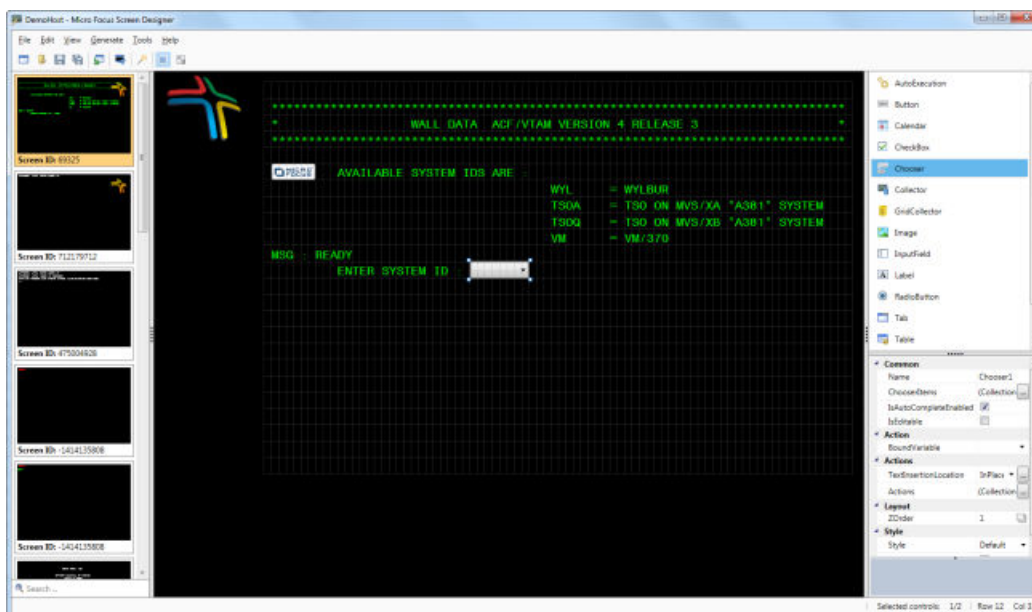 DemoHost - Micro Focus Screen Designer
File Edit View Generate Tools Help
Screen ID: 69325
Screen ID: 712179712
Screen ID: 475004928
Screen ID: -1414135808
Screen ID: -1414135808
Search...
WALL DATA ACF/VTAM VERSION 4 RELEASE 3
AVAILABLE SYSTEM IDS ARE :
WYL = WYLBUR
TSOA = TSO ON MVS/XA "A381" SYSTEM
TSOQ = TSO ON MVS/XB "A381" SYSTEM
VM = VM/370
MSG : READY
ENTER SYSTEM ID :
AutoExecution
Button
Calendar
CheckBox
Chooser
Collector
GridCollector
Image
InputField
Label
RadioButton
Tab
Table
Common
Name Chooser1
ChooserItems (Collection
IsAutoCompleteEnabled
IsEditable
Action
BoundVariable
Actions
TextInsertionLocation InPlace
Actions (Collection
Layout
ZOrder 1
Style
Style Default
Selected controls: 1/2 Row 12 Col